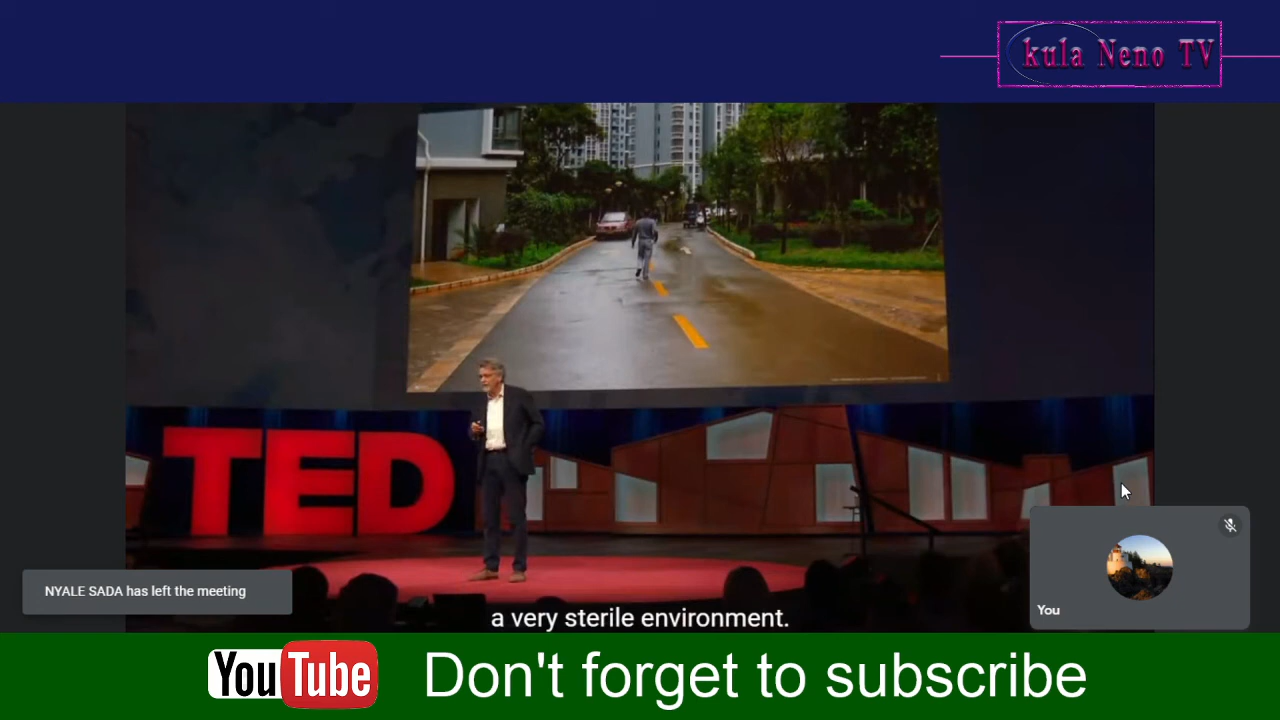 kula Neno TV
TED
a very sterile environment.
NYALE SADA has left the meeting
You
YouTube Don't forget to subscribe